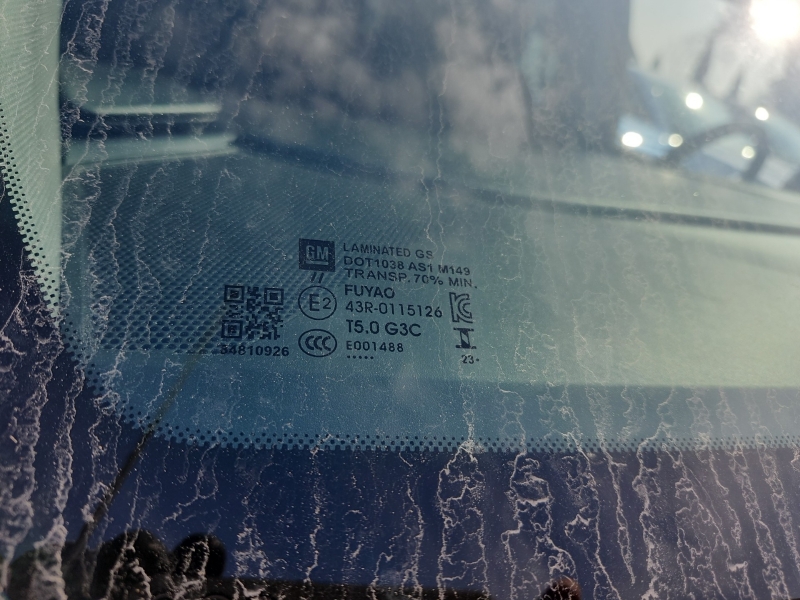 GM
LAMINATED GS
DOT1038 AS1 M149
TRANSP. 70% MIN.
FUYAO
E2
43R-0115126
T5.0 G3C
CCC
E001488
.....
84810926
23•